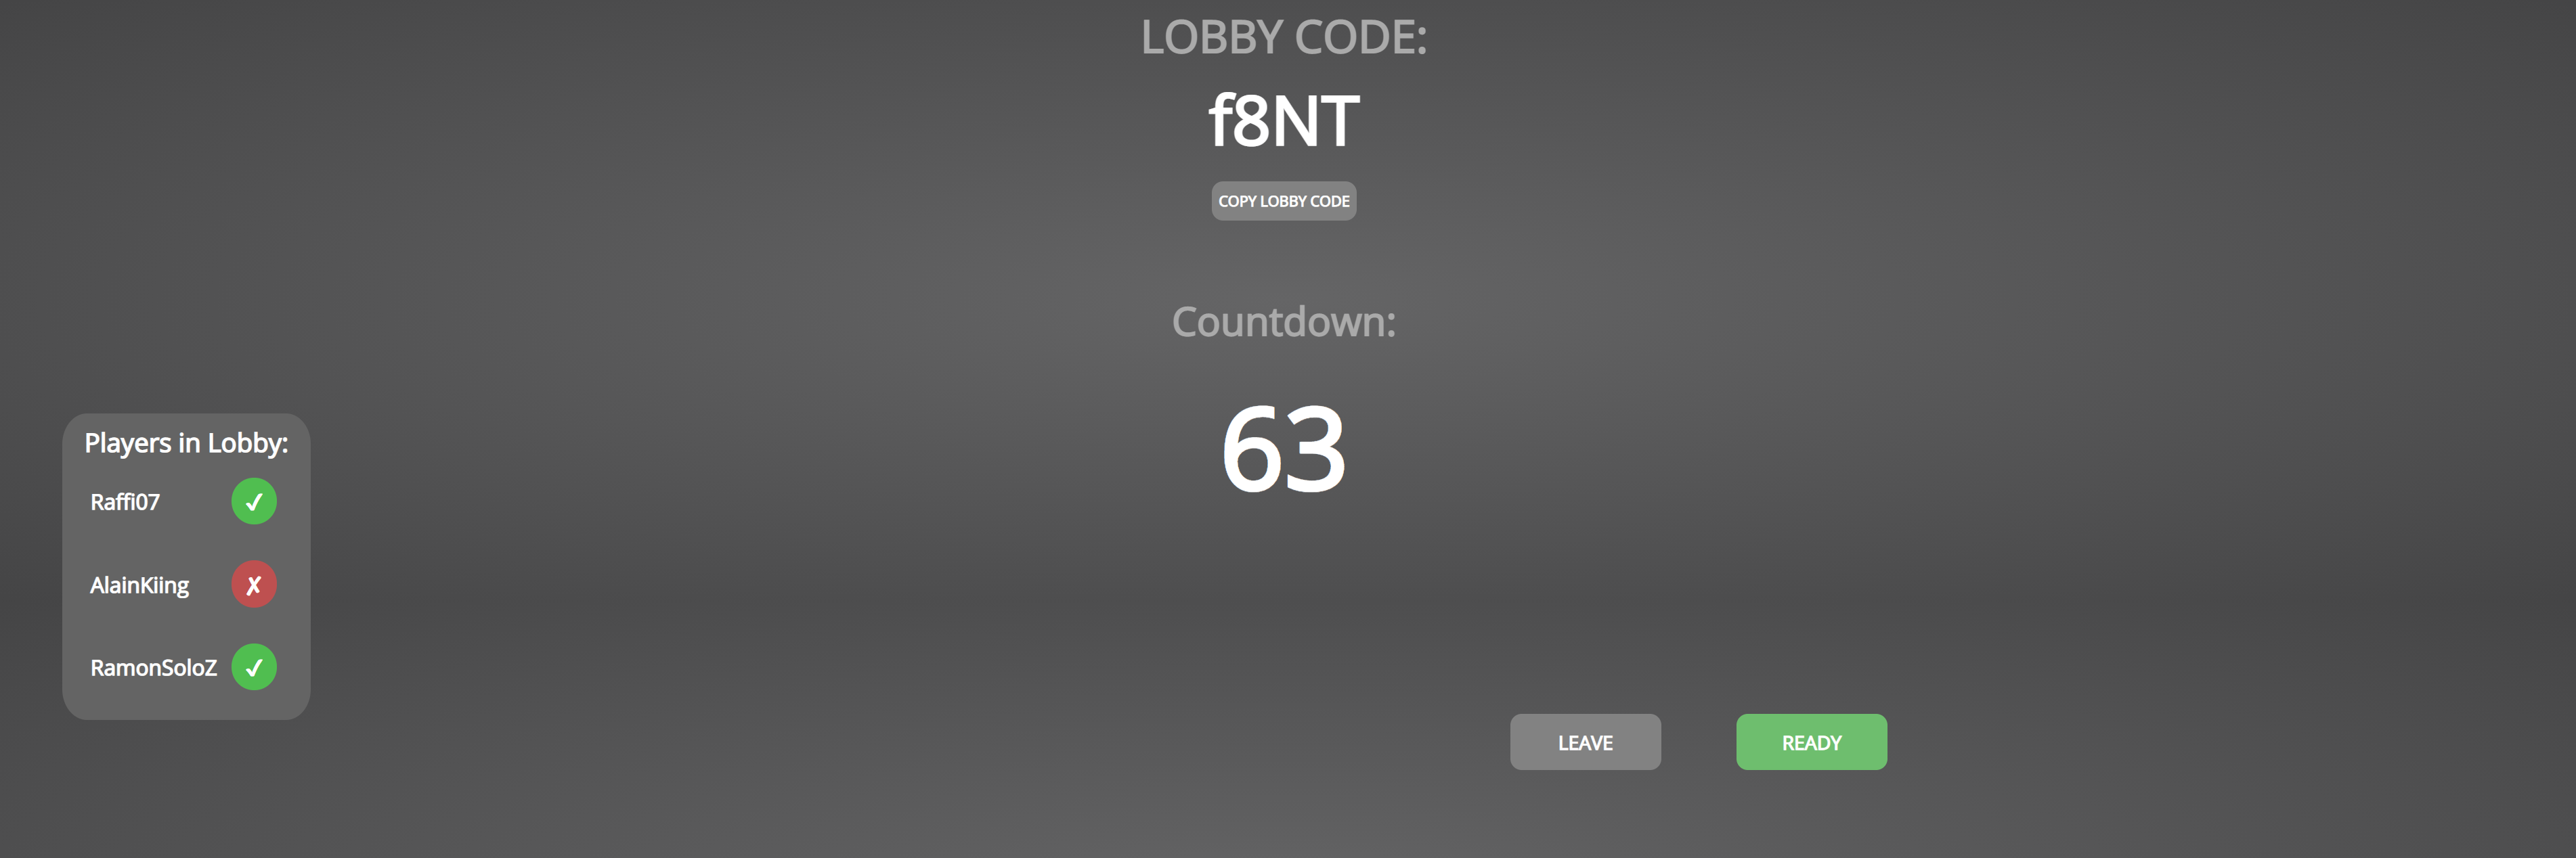 LOBBY CODE:
f8NT
COPY LOBBY CODE
Countdown:
63
Players in Lobby:
Raffi07 ✓
AlainKiing ✗
RamonSoloZ ✓
LEAVE
READY